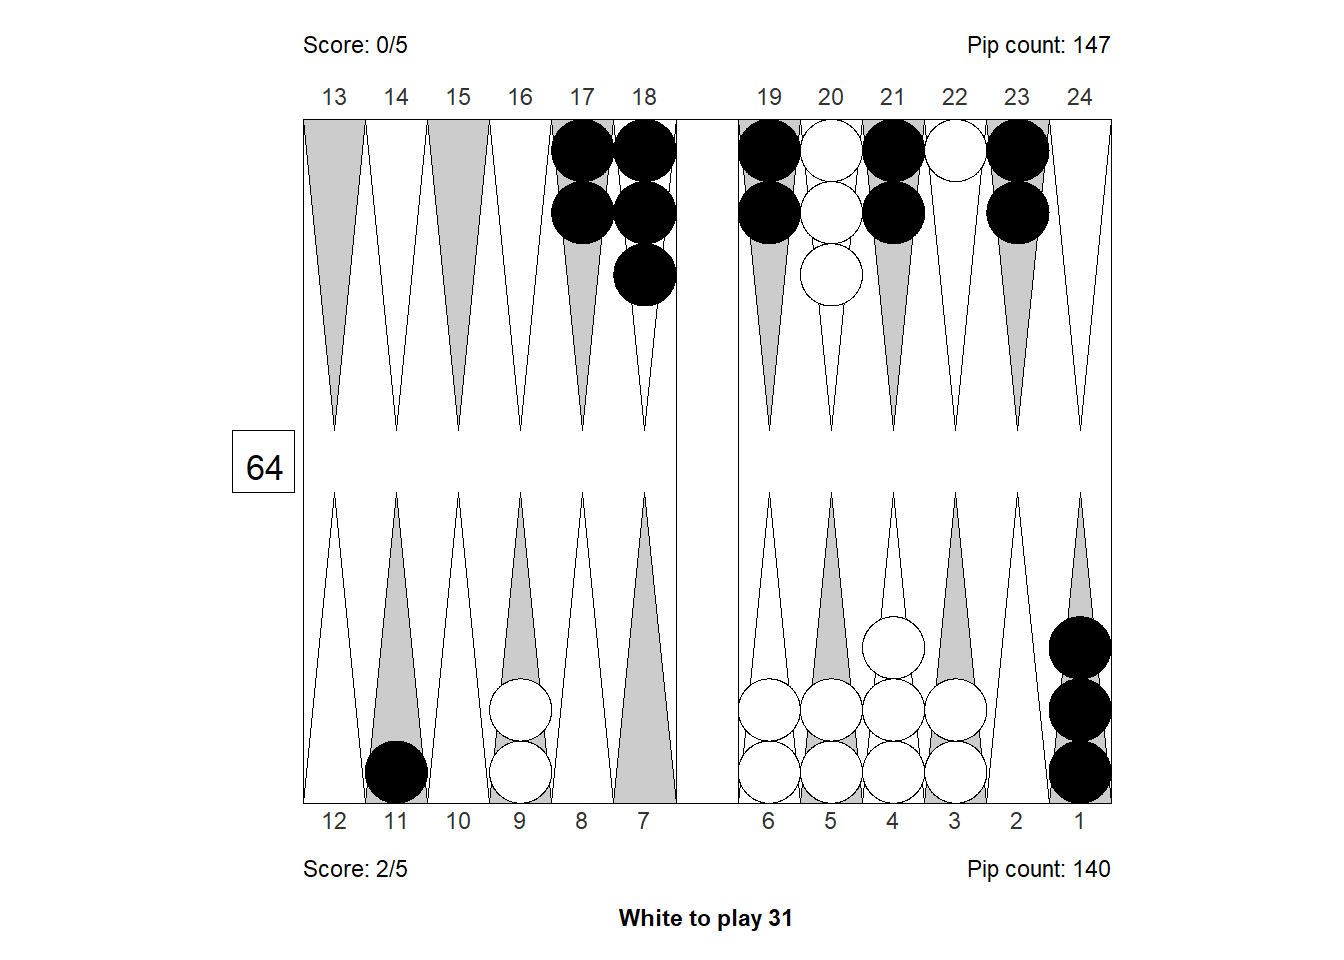 Score: 0/5 Pip count: 147
13 14 15 16 17 18 19 20 21 22 23 24
64
12 11 10 9 8 7 6 5 4 3 2 1
Score: 2/5 Pip count: 140
White to play 31